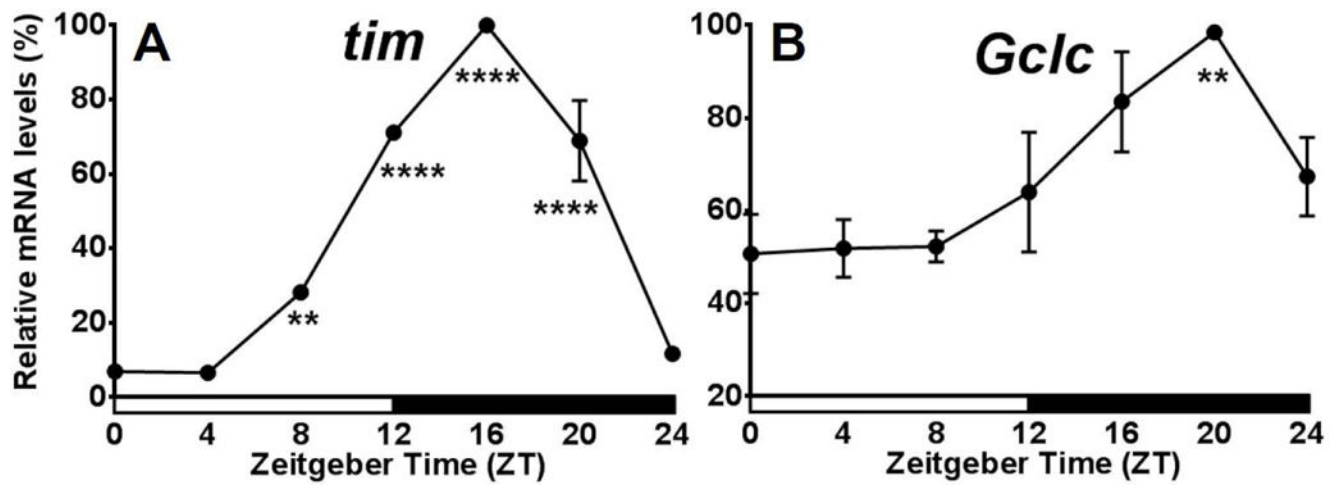 Relative mRNA levels (%)
100
80
60
40
20
0
A
tim
****
****
****
**
0 4 8 12 16 20 24
Zeitgeber Time (ZT)
100
80
60
40
20
B
Gclc
**
0 4 8 12 16 20 24
Zeitgeber Time (ZT)